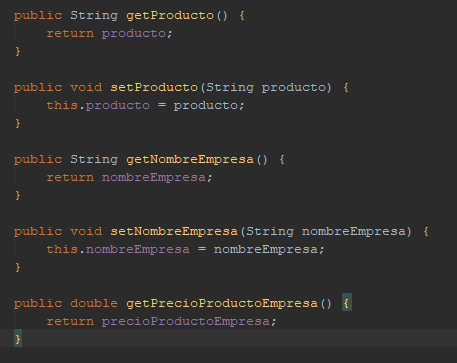 public String getProducto() {
    return producto;
}

public void setProducto(String producto) {
    this.producto = producto;
}

public String getNombreEmpresa() {
    return nombreEmpresa;
}

public void setNombreEmpresa(String nombreEmpresa) {
    this.nombreEmpresa = nombreEmpresa;
}

public double getPrecioProductoEmpresa() {
    return precioProductoEmpresa;
}